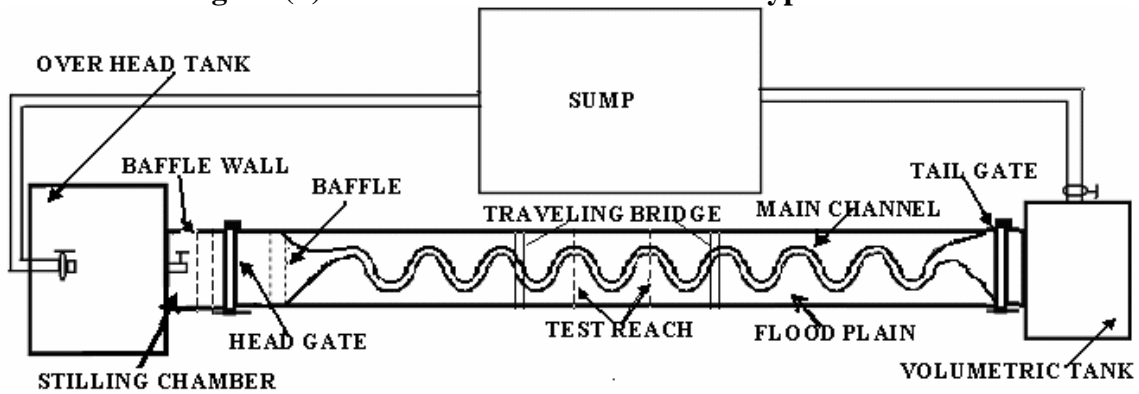 OVER HEAD TANK
SUMP
BAFFLE WALL
BAFFLE
TAIL GATE
TRAVELING BRIDGE
MAIN CHANNEL
HEAD GATE
TEST REACH
FLOOD PLAIN
STILLING CHAMBER
VOLUMETRIC TANK